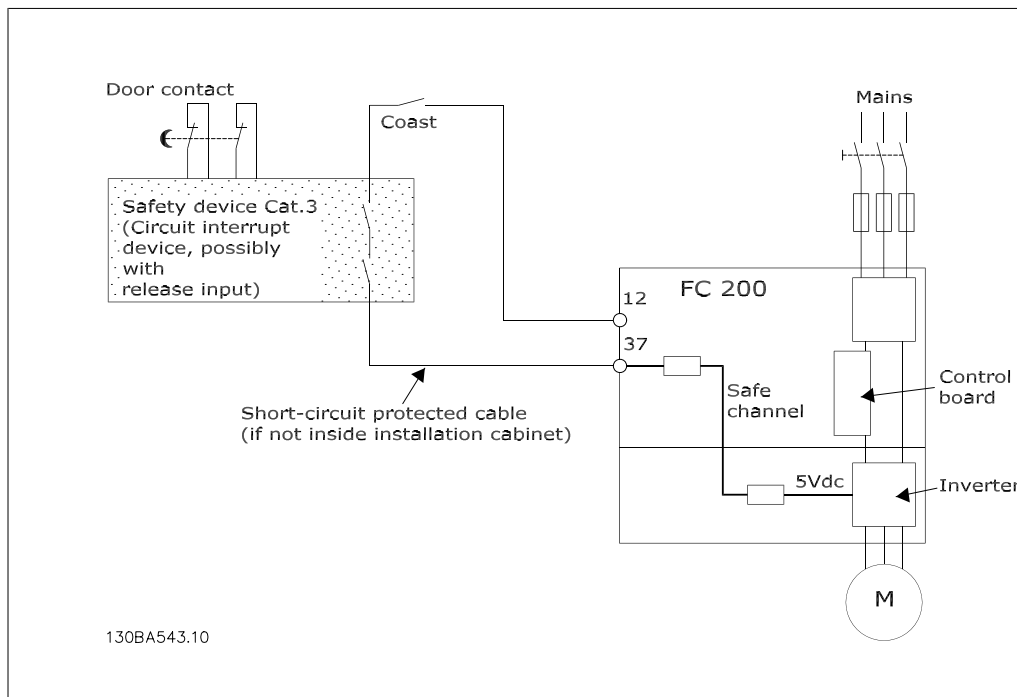 Door contact
Coast
Mains
Safety device Cat.3
(Circuit interrupt
device, possibly
with
release input)
FC 200
12
37
Safe
channel
Control
board
Short-circuit protected cable
(if not inside installation cabinet)
5Vdc
Inverter
M
130BA543.10